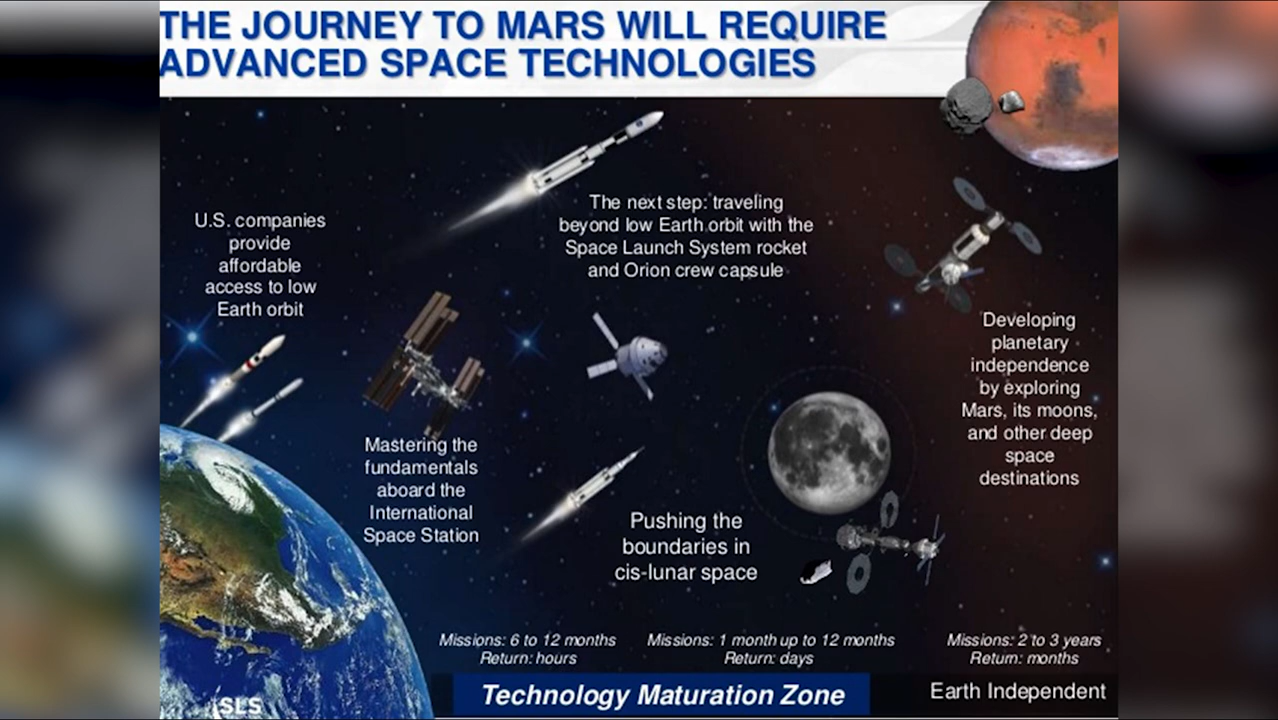 THE JOURNEY TO MARS WILL REQUIRE
ADVANCED SPACE TECHNOLOGIES
U.S. companies
provide
affordable
access to low
Earth orbit
The next step: traveling
beyond low Earth orbit with the
Space Launch System rocket
and Orion crew capsule
Developing
planetary
independence
by exploring
Mars, its moons,
and other deep
space
destinations
Mastering the
fundamentals
aboard the
International
Space Station
Pushing the
boundaries in
cis-lunar space
Missions: 6 to 12 months
Return: hours
Missions: 1 month up to 12 months
Return: days
Missions: 2 to 3 years
Return: months
SLS
Technology Maturation Zone
Earth Independent